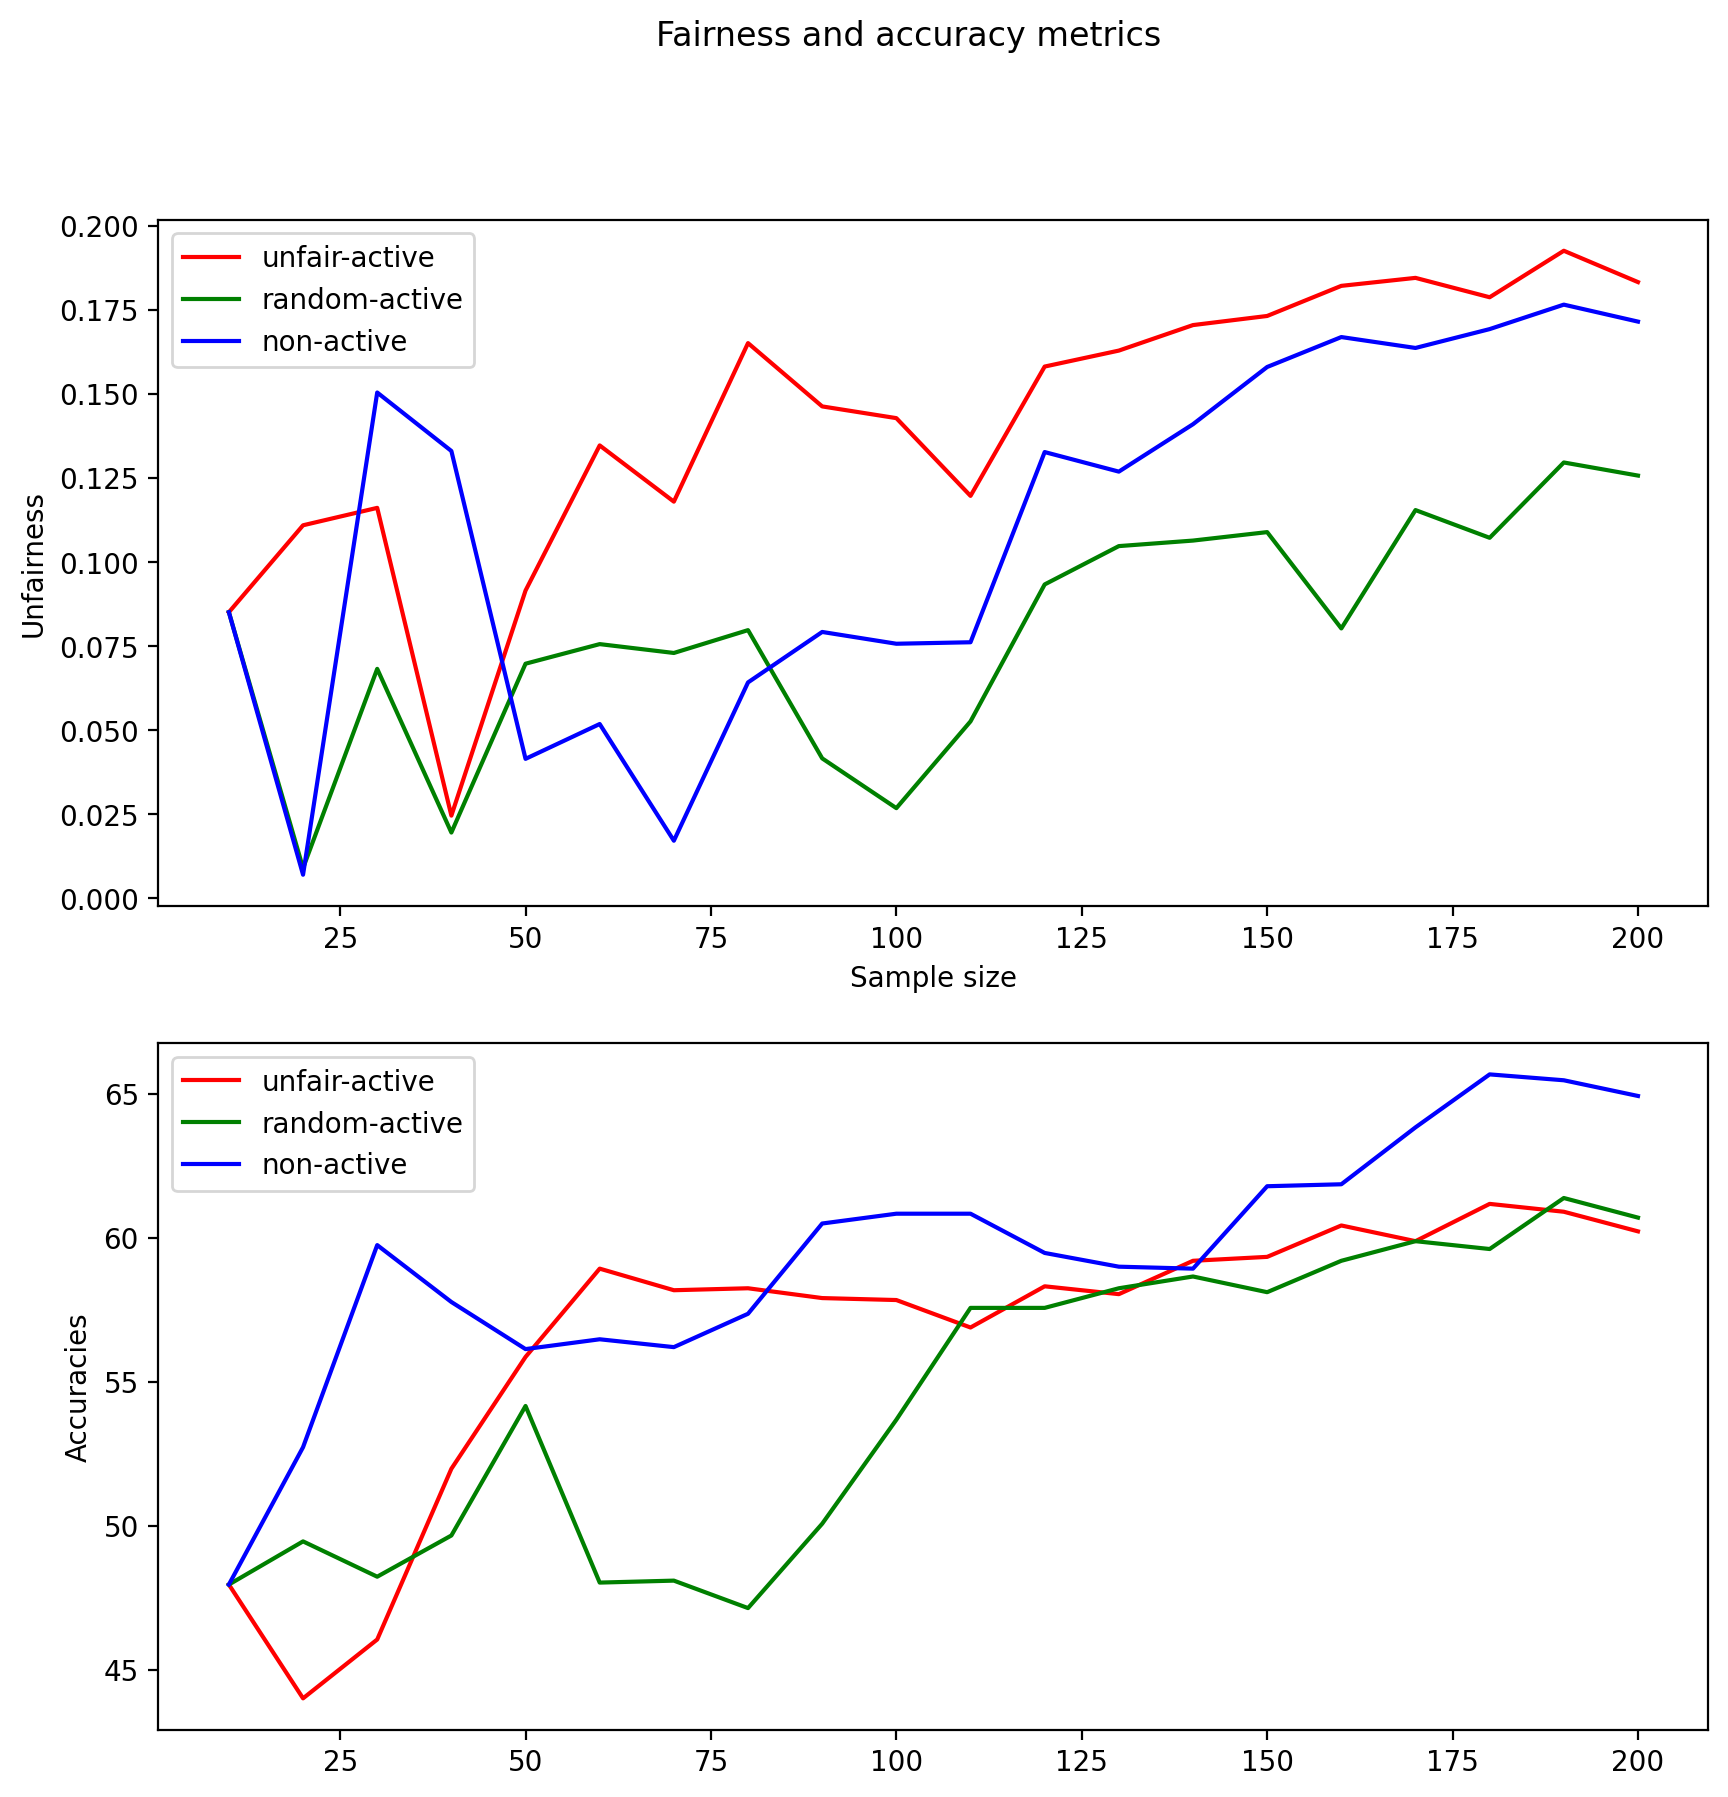 Fairness and accuracy metrics
0.200
0.175
0.150
0.125
0.100
0.075
0.050
0.025
0.000
Unfairness
unfair-active
random-active
non-active
25 50 75 100 125 150 175 200
Sample size
65
60
55
50
45
Accuracies
unfair-active
random-active
non-active
25 50 75 100 125 150 175 200